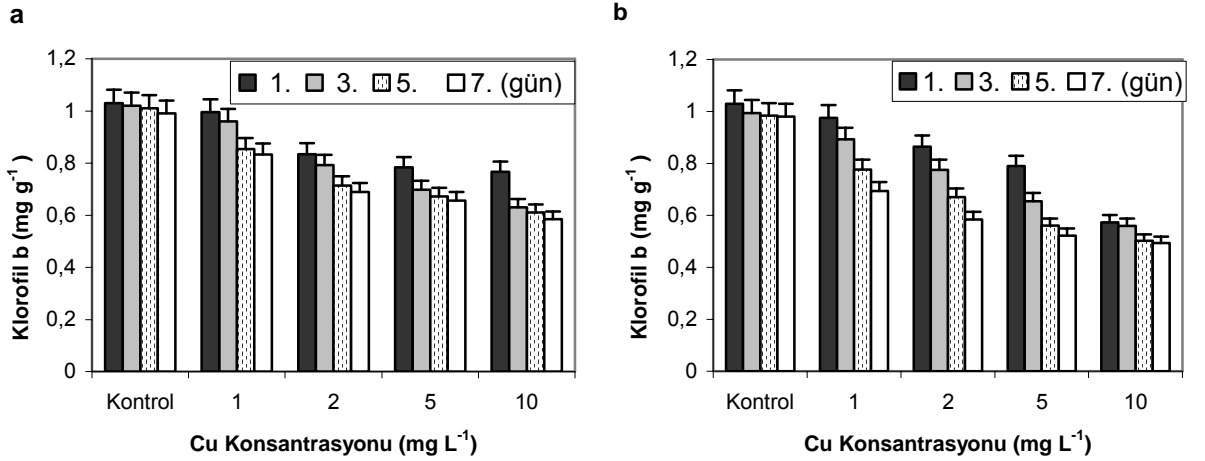 a
1,2
1
0,8
0,6
0,4
0,2
0
Klorofil b (mg g-1)
1. 3. 5. 7. (gün)
Kontrol 1 2 5 10
Cu Konsantrasyonu (mg L-1)
b
1,2
1
0,8
0,6
0,4
0,2
0
Klorofil b (mg g-1 )
1. 3. 5. 7. (gün)
Kontrol 1 2 5 10
Cu Konsantrasyonu (mg L-1)